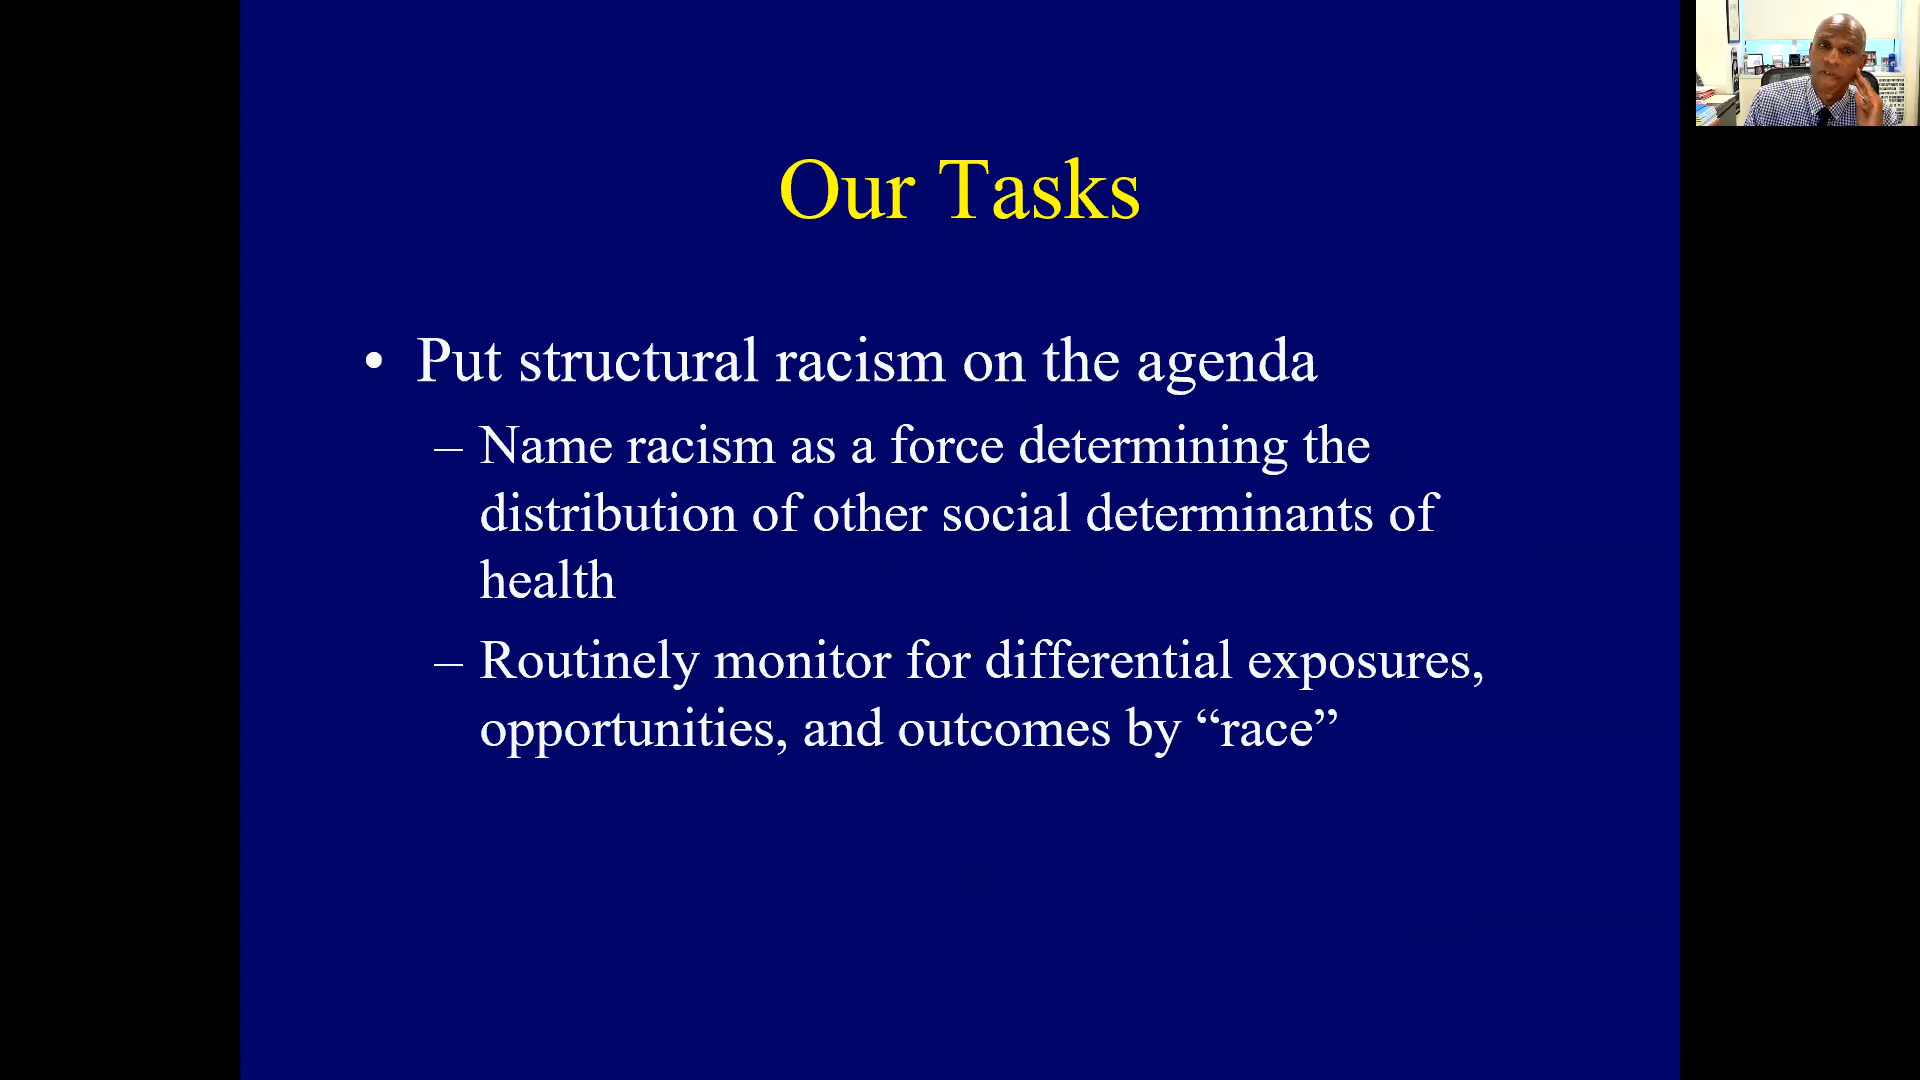 Our Tasks
• Put structural racism on the agenda
– Name racism as a force determining the
distribution of other social determinants of
health
– Routinely monitor for differential exposures,
opportunities, and outcomes by “race”